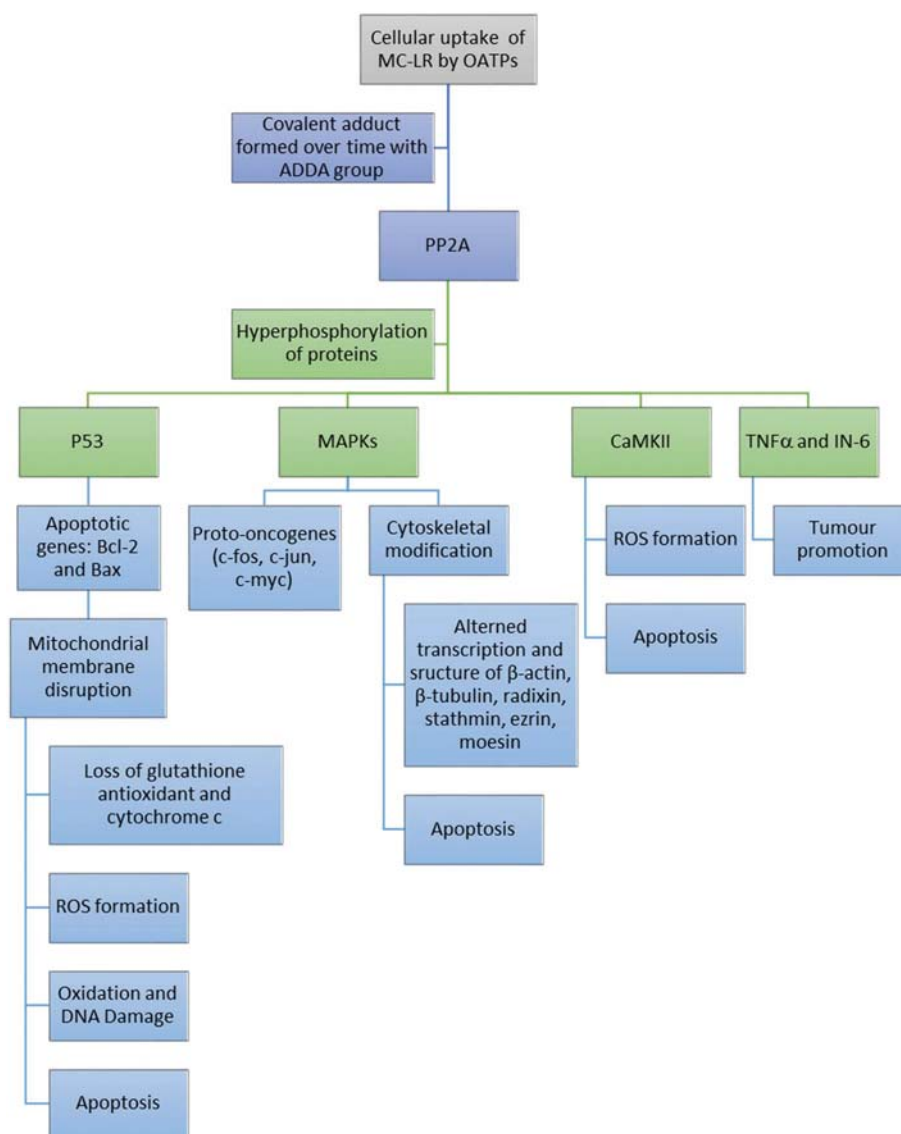 Cellular uptake of
MC-LR by OATPs
Covalent adduct
formed over time with
ADDA group
PP2A
Hyperphosphorylation
of proteins
P53
MAPKs
CaMKII
TNFα and IN-6
Apoptotic
genes: Bcl-2
and Bax
Proto-oncogenes
(c-fos, c-jun,
c-myc)
Cytoskeletal
modification
ROS formation
Tumour
promotion
Mitochondrial
membrane
disruption
Alterned
transcription and
sructure of β-actin,
β-tubulin, radixin,
stathmin, ezrin,
moesin
Apoptosis
Loss of glutathione
antioxidant and
cytochrome c
Apoptosis
ROS formation
Oxidation and
DNA Damage
Apoptosis